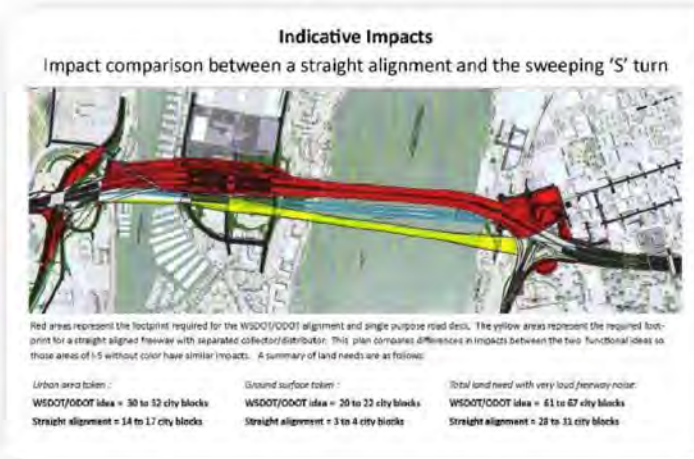 Indicative Impacts
Impact comparison between a straight alignment and the sweeping 'S' turn
Red areas represent the footprint required for the WSDOT/ODOT alignment and single purpose road deck. The yellow areas represent the required foot-
print for a straight aligned freeway with separated collector/distributor. This plan compares differences in impacts between the two functional ideas so
those areas of I-5 without color have similar impacts. A summary of land needs are as follows:
Urban area taken :
WSDOT/ODOT idea = 30 to 32 city blocks
Straight alignment = 14 to 17 city blocks
Ground surface taken :
WSDOT/ODOT idea = 20 to 22 city blocks
Straight alignment = 3 to 4 city blocks
Total land need with very loud freeway noise:
WSDOT/ODOT idea = 61 to 67 city blocks
Straight alignment = 28 to 31 city blocks